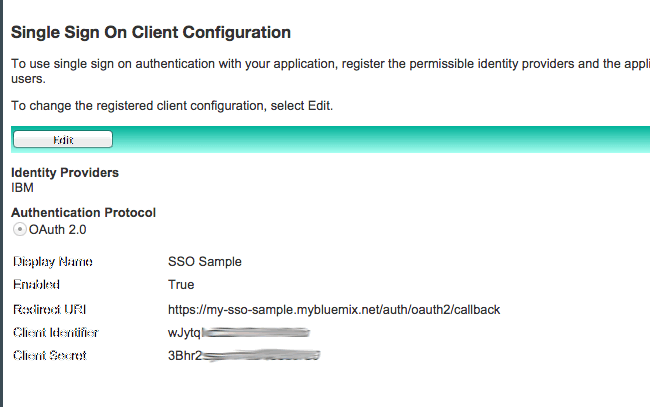 Single Sign On Client Configuration
To use single sign on authentication with your application, register the permissible identity providers and the appli
users.
To change the registered client configuration, select Edit.
Edit
Identity Providers
IBM
Authentication Protocol
OAuth 2.0
Display Name SSO Sample
Enabled True
Redirect URI https://my-sso-sample.mybluemix.net/auth/oauth2/callback
Client Identifier wJytq
Client Secret 3Bhr2